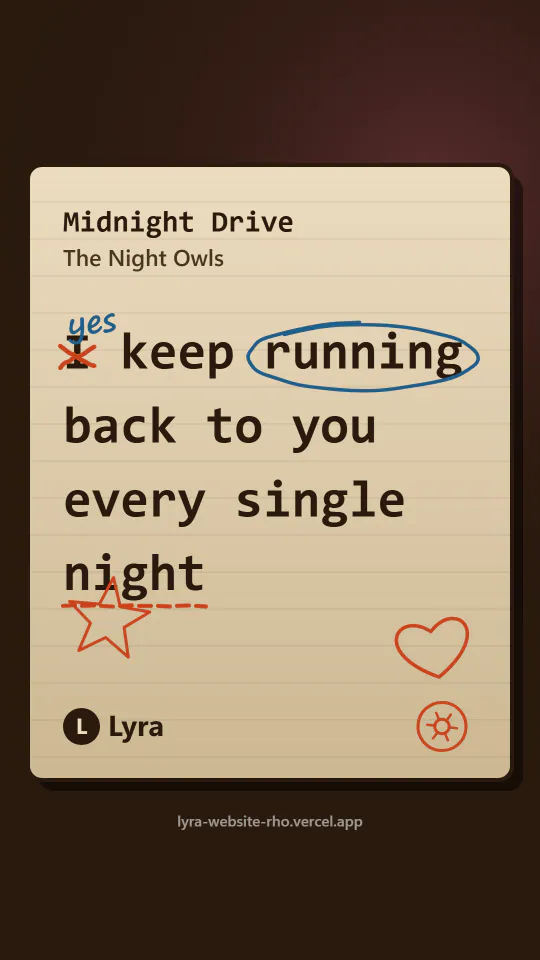 Midnight Drive
The Night Owls
yes
I keep running
back to you
every single
night
L Lyra
lyra-website-rho.vercel.app